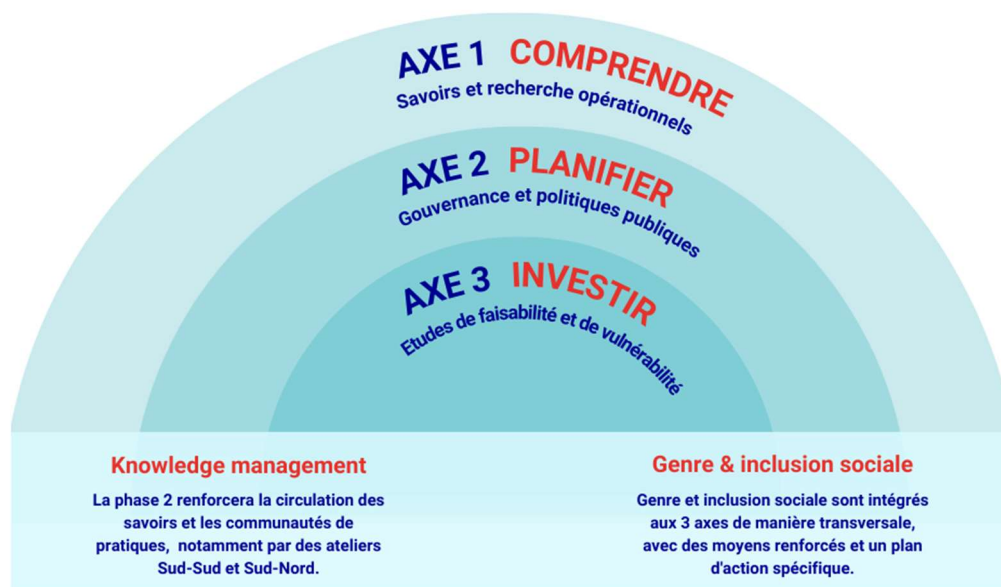 AXE 1 COMPRENDRE
Savoirs et recherche opérationnels
AXE 2 PLANIFIER
Gouvernance et politiques publiques
AXE 3 INVESTIR
Etudes de faisabilité et de vulnérabilité
Knowledge management
La phase 2 renforcera la circulation des
savoirs et les communautés de
pratiques, notamment par des ateliers
Sud-Sud et Sud-Nord.
Genre & inclusion sociale
Genre et inclusion sociale sont intégrés
aux 3 axes de manière transversale,
avec des moyens renforcés et un plan
d'action spécifique.